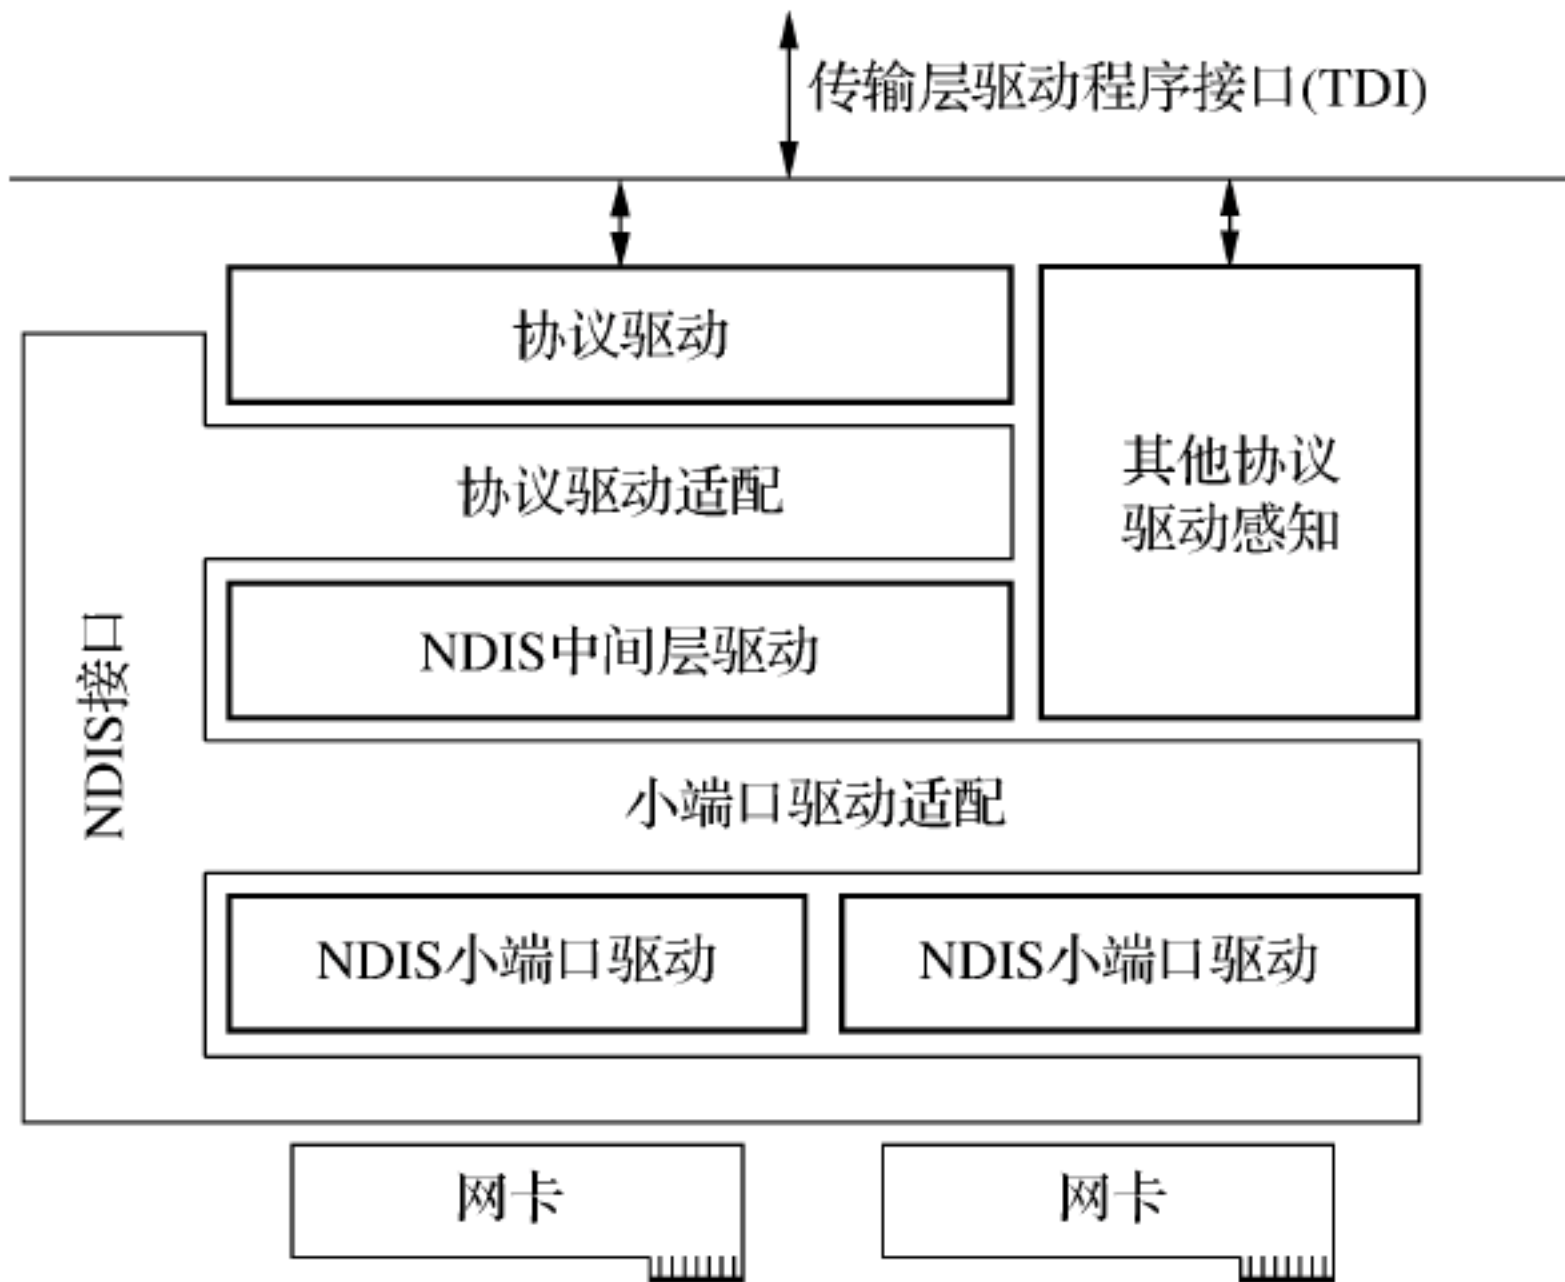 传输层驱动程序接口(TDI)
协议驱动
其他协议
驱动感知
协议驱动适配
NDIS中间层驱动
NDIS接口
小端口驱动适配
NDIS小端口驱动
NDIS小端口驱动
网卡
网卡